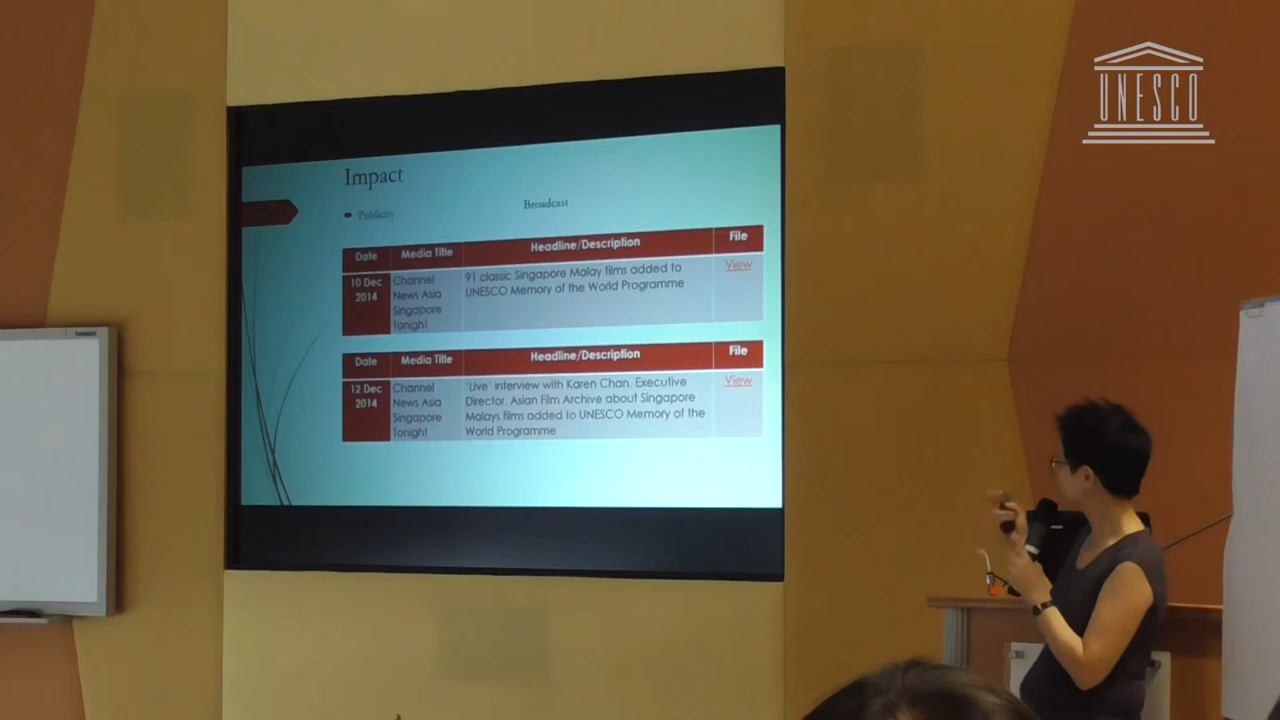 UNESCO
Impact
Publicity
Broadcast
Date Media Title Headline/Description File
10 Dec 2014 Channel News Asia Singapore Tonight 91 classic Singapore Malay films added to UNESCO Memory of the World Programme View
Date Media Title Headline/Description File
12 Dec 2014 Channel News Asia Singapore Tonight 'Live' interview with Karen Chan, Executive Director, Asian Film Archive about Singapore Malays films added to UNESCO Memory of the World Programme View